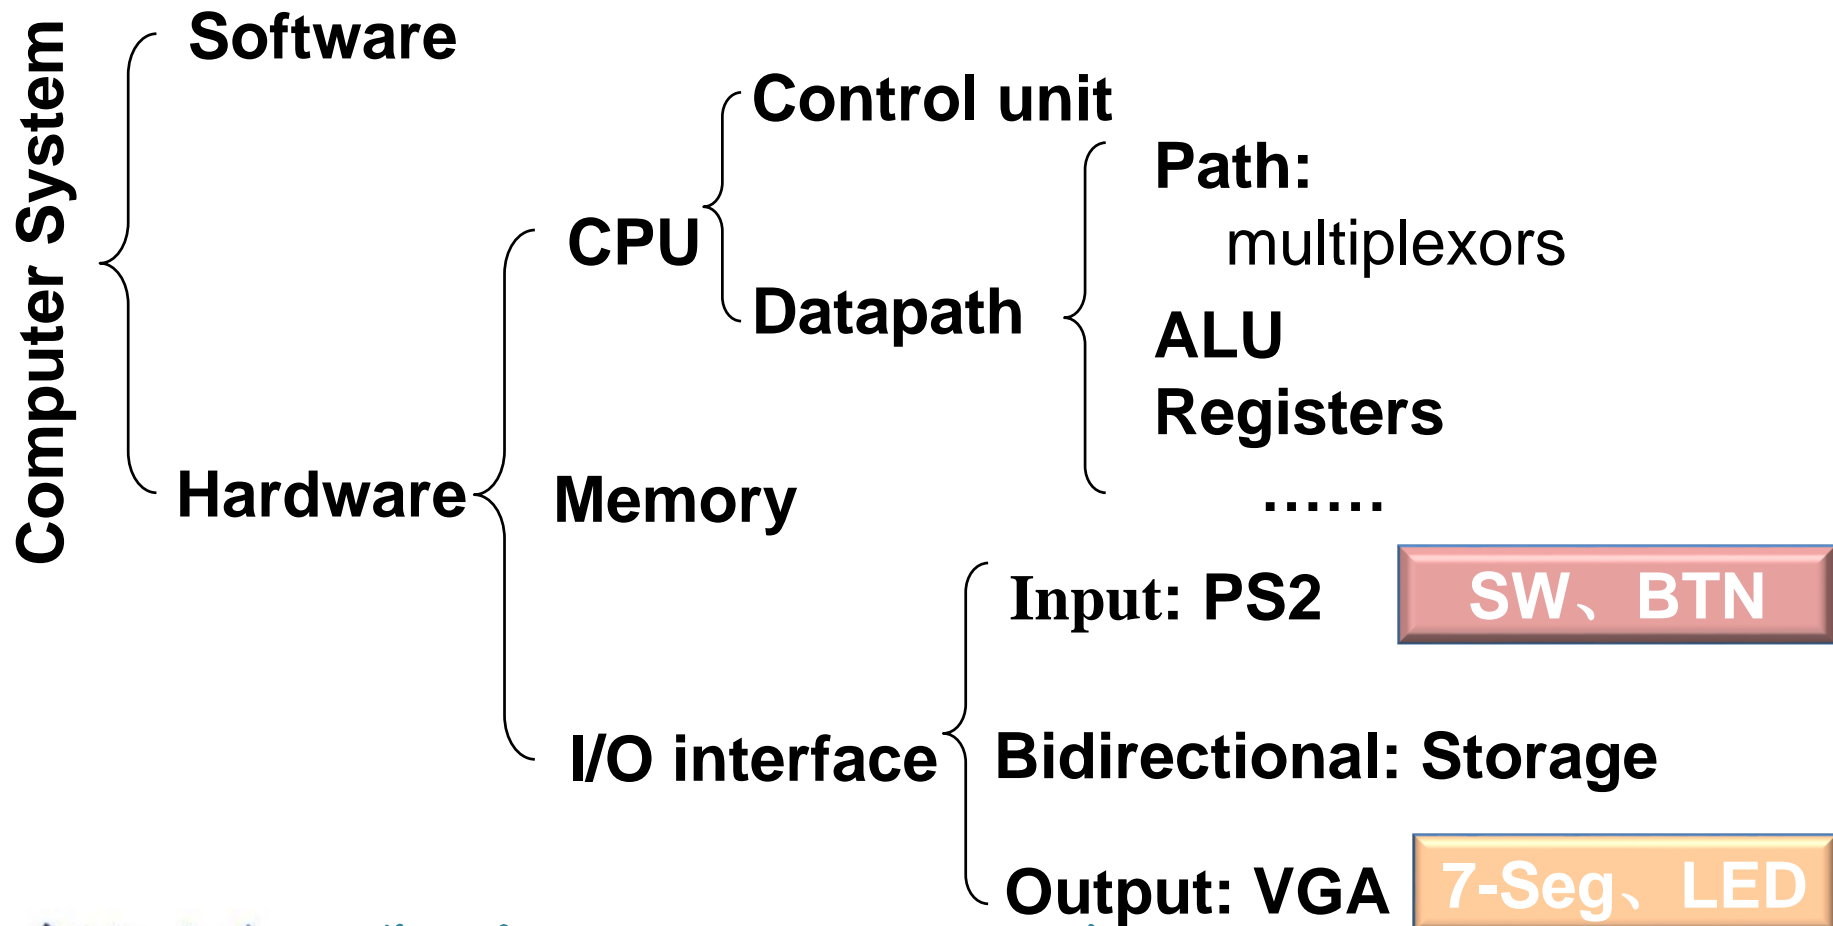 Computer System
Software
Hardware
CPU
Control unit
Datapath
Path:
multiplexors
ALU
Registers
……
Memory
I/O interface
Input: PS2
SW、BTN
Bidirectional: Storage
Output: VGA
7-Seg、LED